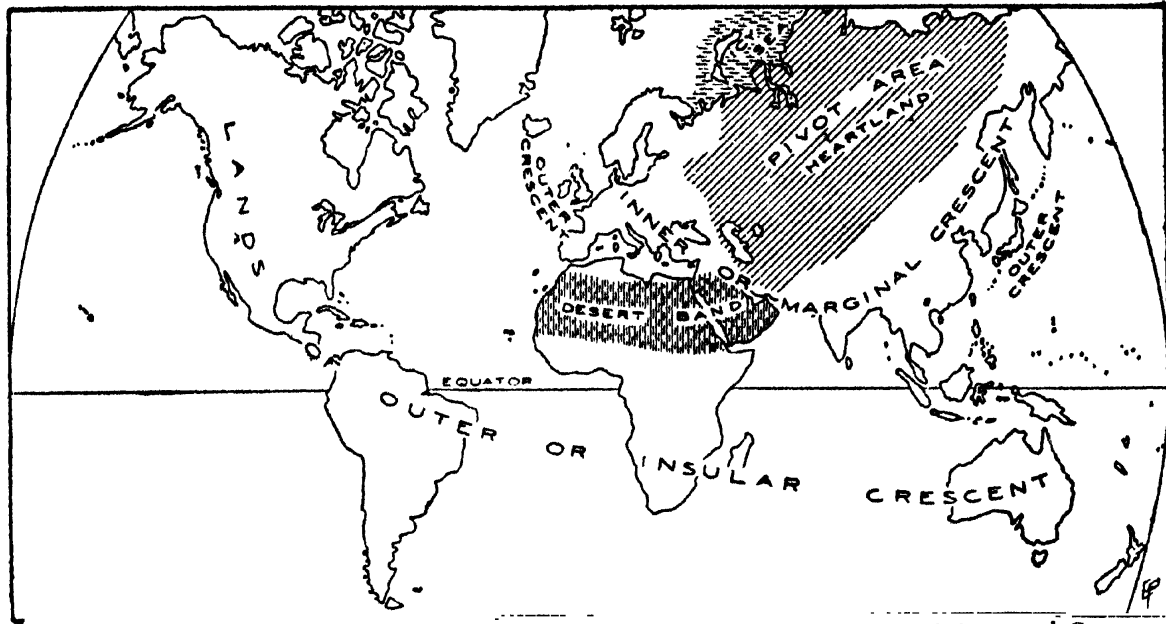 PIVOT AREA
HEARTLAND
LANDS
OUTER
CRESCENT
INNER OR MARGINAL CRESCENT
OUTER
CRESCENT
DESERT BAND
EQUATOR
OUTER OR INSULAR CRESCENT